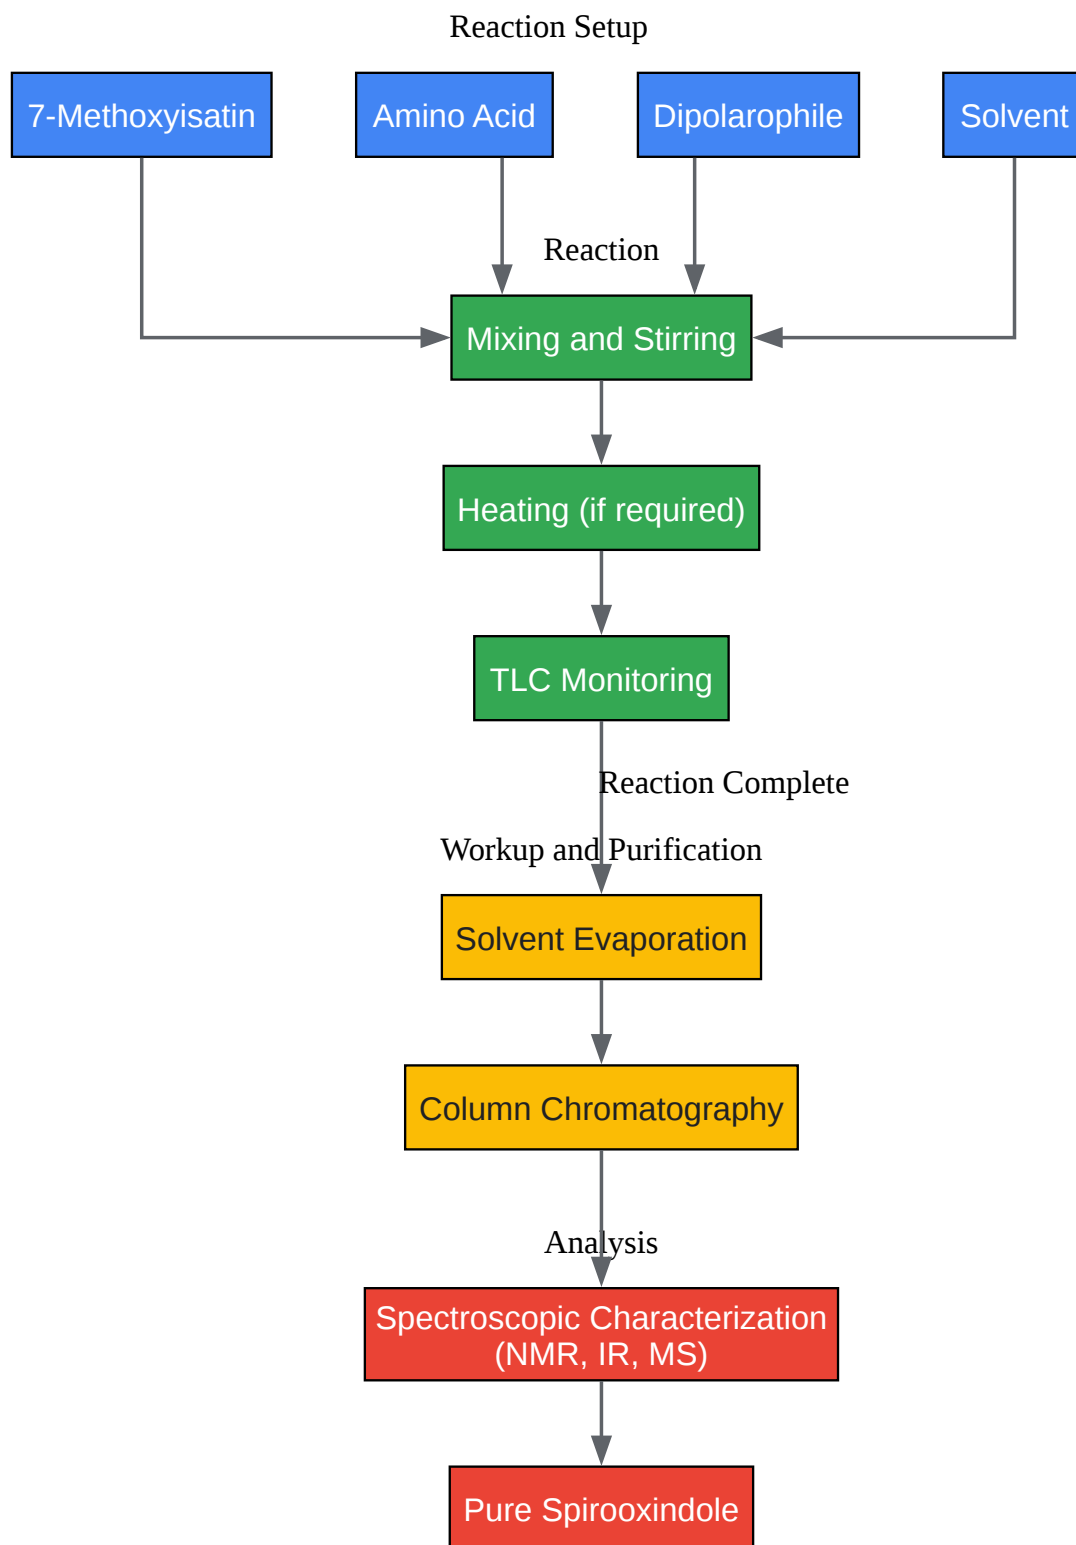 Reaction Setup
7-Methoxyisatin
Amino Acid
Dipolarophile
Solvent
Reaction
Mixing and Stirring
Heating (if required)
TLC Monitoring
Reaction Complete
Workup and Purification
Solvent Evaporation
Column Chromatography
Analysis
Spectroscopic Characterization
(NMR, IR, MS)
Pure Spirooxindole